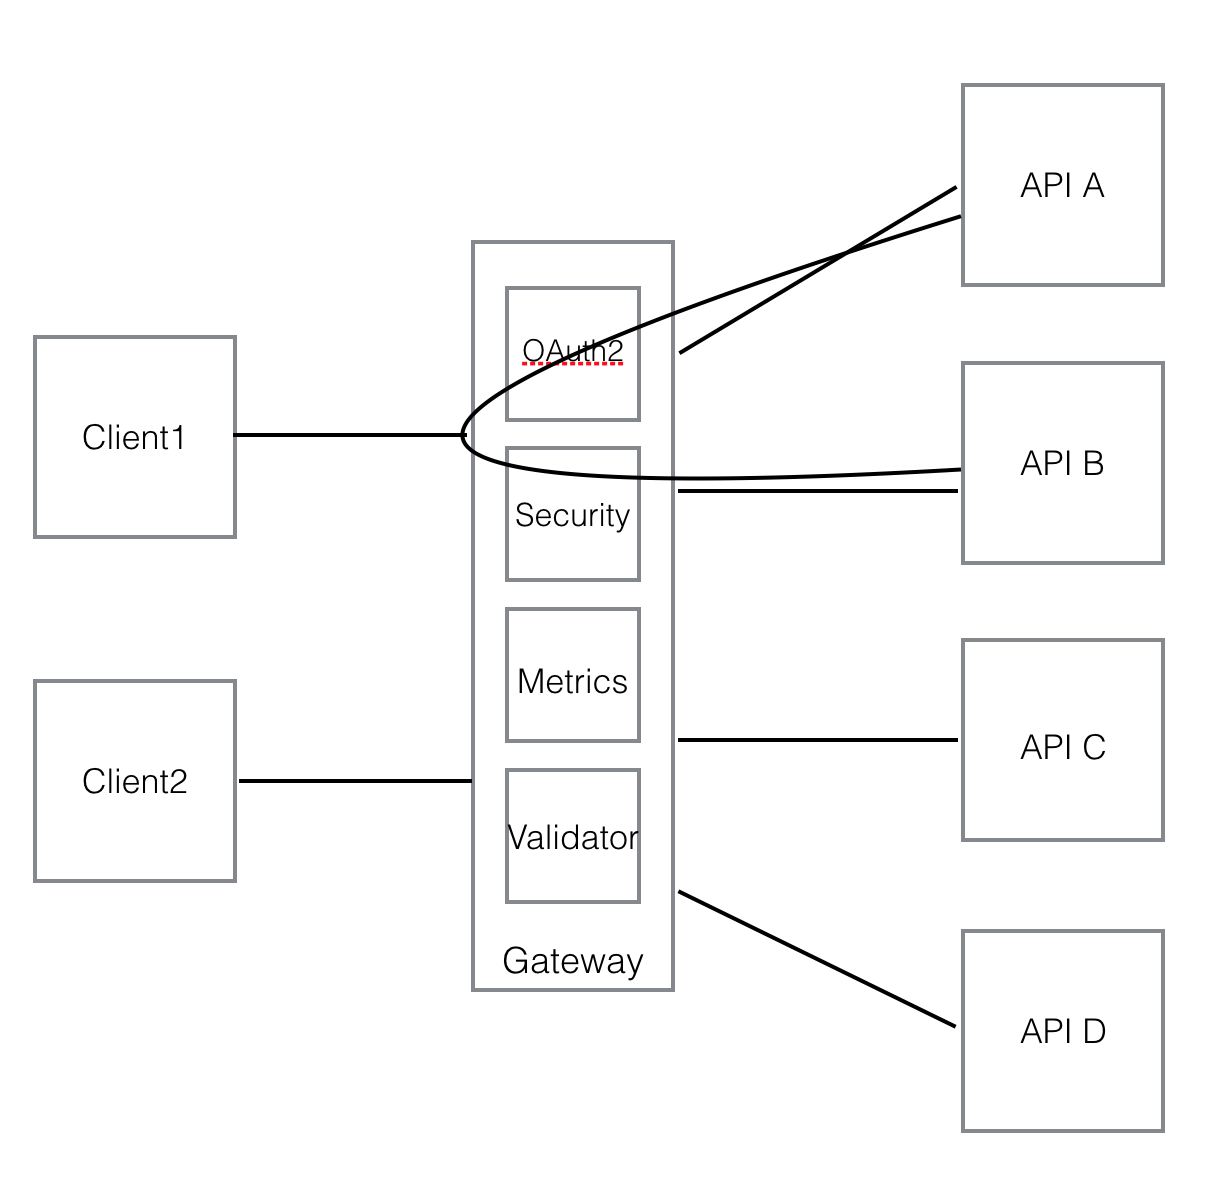 API A
OAuth2
Client1
API B
Security
Metrics
API C
Client2
Validator
Gateway
API D